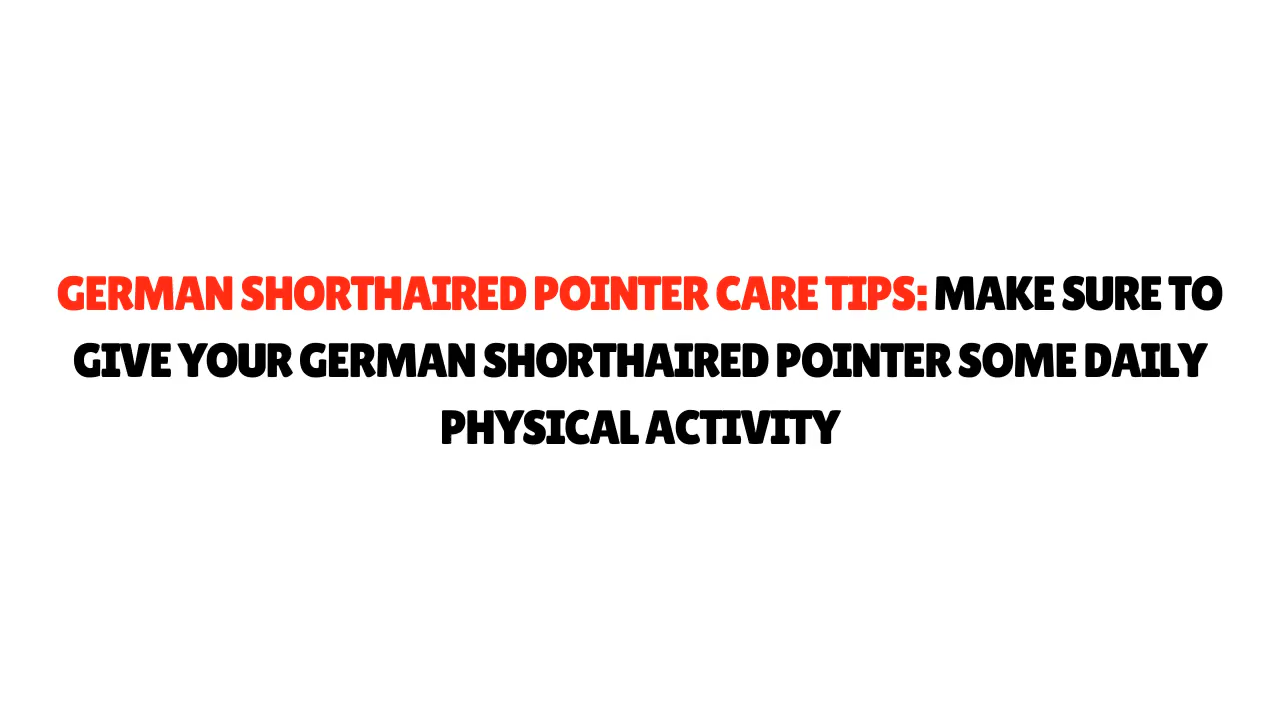 GERMAN SHORTHAIRED POINTER CARE TIPS: MAKE SURE TO
GIVE YOUR GERMAN SHORTHAIRED POINTER SOME DAILY
PHYSICAL ACTIVITY